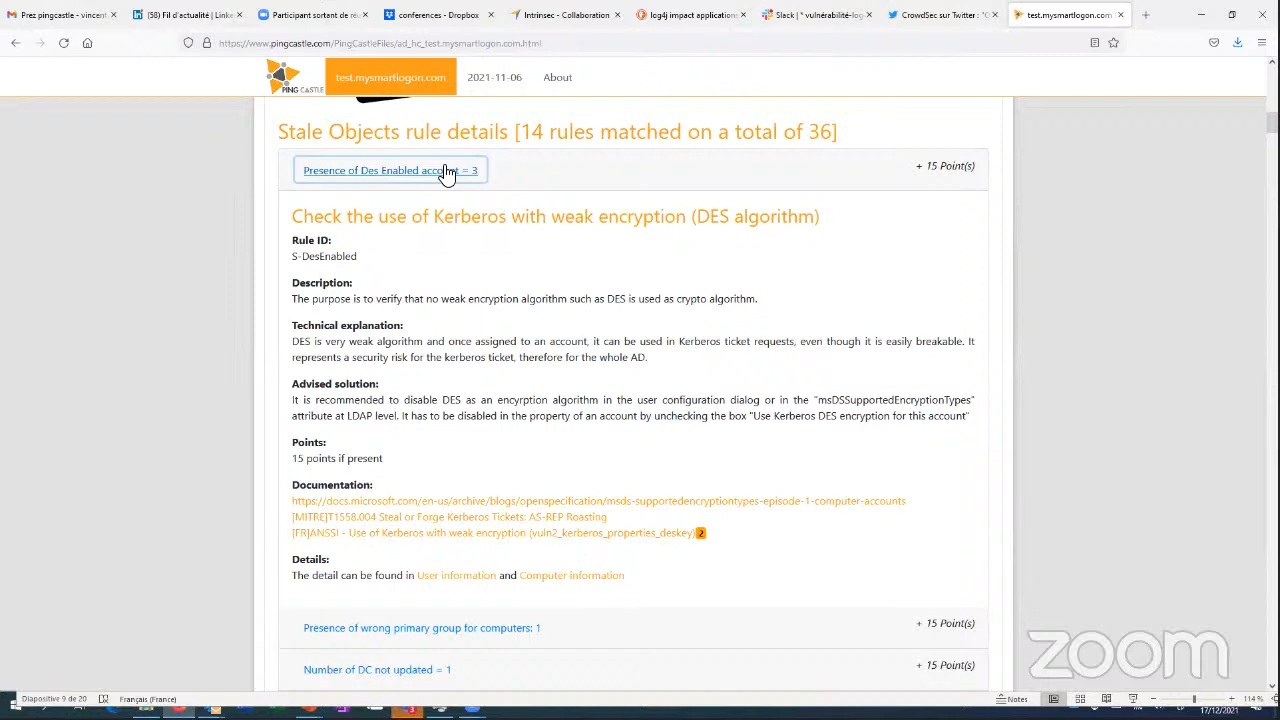 Prez pingcastle - vincent
(58) Fil d'actualité | Linke
Participant sirtant de ré
conferences - Dropbox
Intrinsec - Collaboration
log4j impact application
Slack | * vulnerabilité-log
CrowdSec sur Twitter : "C
test.mysmartlogon.com
https://www.pingcastle.com/PingCastleFiles/ad_hc_test.mysmartlogon.com.html
PING CASTLE
test.mysmartlogon.com
2021-11-06
About
Stale Objects rule details [14 rules matched on a total of 36]
Presence of Des Enabled account = 3
+ 15 Point(s)
Check the use of Kerberos with weak encryption (DES algorithm)
Rule ID:
S-DesEnabled
Description:
The purpose is to verify that no weak encryption algorithm such as DES is used as crypto algorithm.
Technical explanation:
DES is very weak algorithm and once assigned to an account, it can be used in Kerberos ticket requests, even though it is easily breakable. It
represents a security risk for the kerberos ticket, therefore for the whole AD.
Advised solution:
It is recommended to disable DES as an encyrption algorithm in the user configuration dialog or in the "msDSSupportedEncryptionTypes"
attribute at LDAP level. It has to be disabled in the property of an account by unchecking the box "Use Kerberos DES encryption for this account"
Points:
15 points if present
Documentation:
https://docs.microsoft.com/en-us/archive/blogs/openspecification/msds-supportedencryptiontypes-episode-1-computer-accounts
[MITRE]T1558.004 Steal or Forge Kerberos Tickets: AS-REP Roasting
[FR]ANSSI - Use of Kerberos with weak encryption (vuln2_kerberos_properties_deskey) 2
Details:
The detail can be found in User information and Computer information
Presence of wrong primary group for computers: 1
+ 15 Point(s)
Number of DC not updated = 1
+ 15 Point(s)
zoom
Diapositive 9 de 20
Français (France)
Notes
114 %
17/12/2021